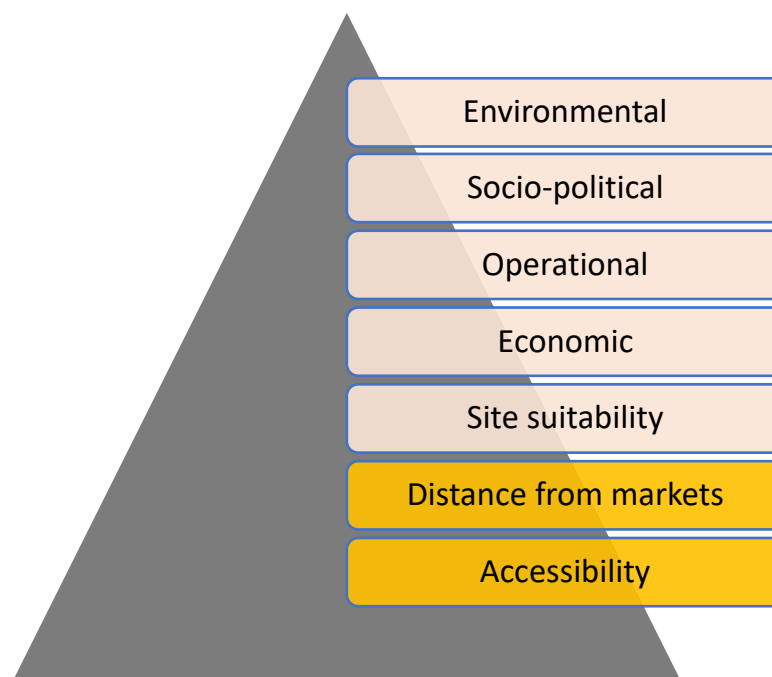 Environmental
Socio-political
Operational
Economic
Site suitability
Distance from markets
Accessibility